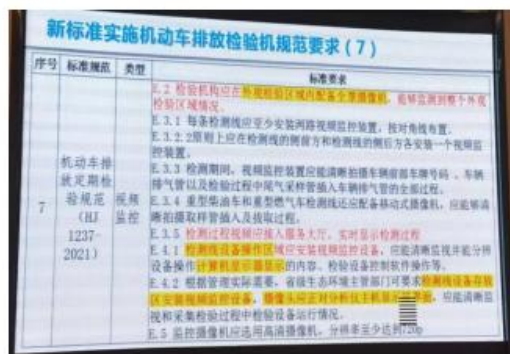 新标准实施机动车排放检验机规范要求（7）
序号 标准规范 类型 标准要求
7
机动车排
放定期检
验规范
（HJ
1237-
2021）
视频
监控
E.2 检验机构应在外观检验区域内配备全景摄像机，能够监测到整个外观
检验区域情况。
E.3.1 每条检测线应至少安装两路视频监控装置，按对角线布置。
E.3.2.2原则上应在检测线的侧前方和检测线的侧后方各安装一个视频监
控装置。
E.3.3 检测期间，视频监控装置应能清晰拍摄车辆前部车牌号码、车辆
排气管以及检验过程中尾气采样管插入车辆排气管的全部过程。
E.3.4 重型柴油车和重型燃气车检测线还应配备移动式摄像机，应能够清
晰拍摄取样管插入及拔取过程。
E.3.5 检测过程视频应接入服务大厅，实时显示检测过程
E.4.1 检测线设备操作区域应安装视频监控设备，应能清晰监视并能分辨
设备操作计算机显示器显示的内容、检验设备控制软件操作等。
E.4.2 根据管理实际需要，省级生态环境主管部门可要求检测线设备存放
区安装视频监控设备，摄像头应正对分析仪主机显示 面，应能清晰监
视和采集检验过程中检验设备运行情况。
E.5 监控摄像机应选用高清摄像机，分辨率至少达到720p